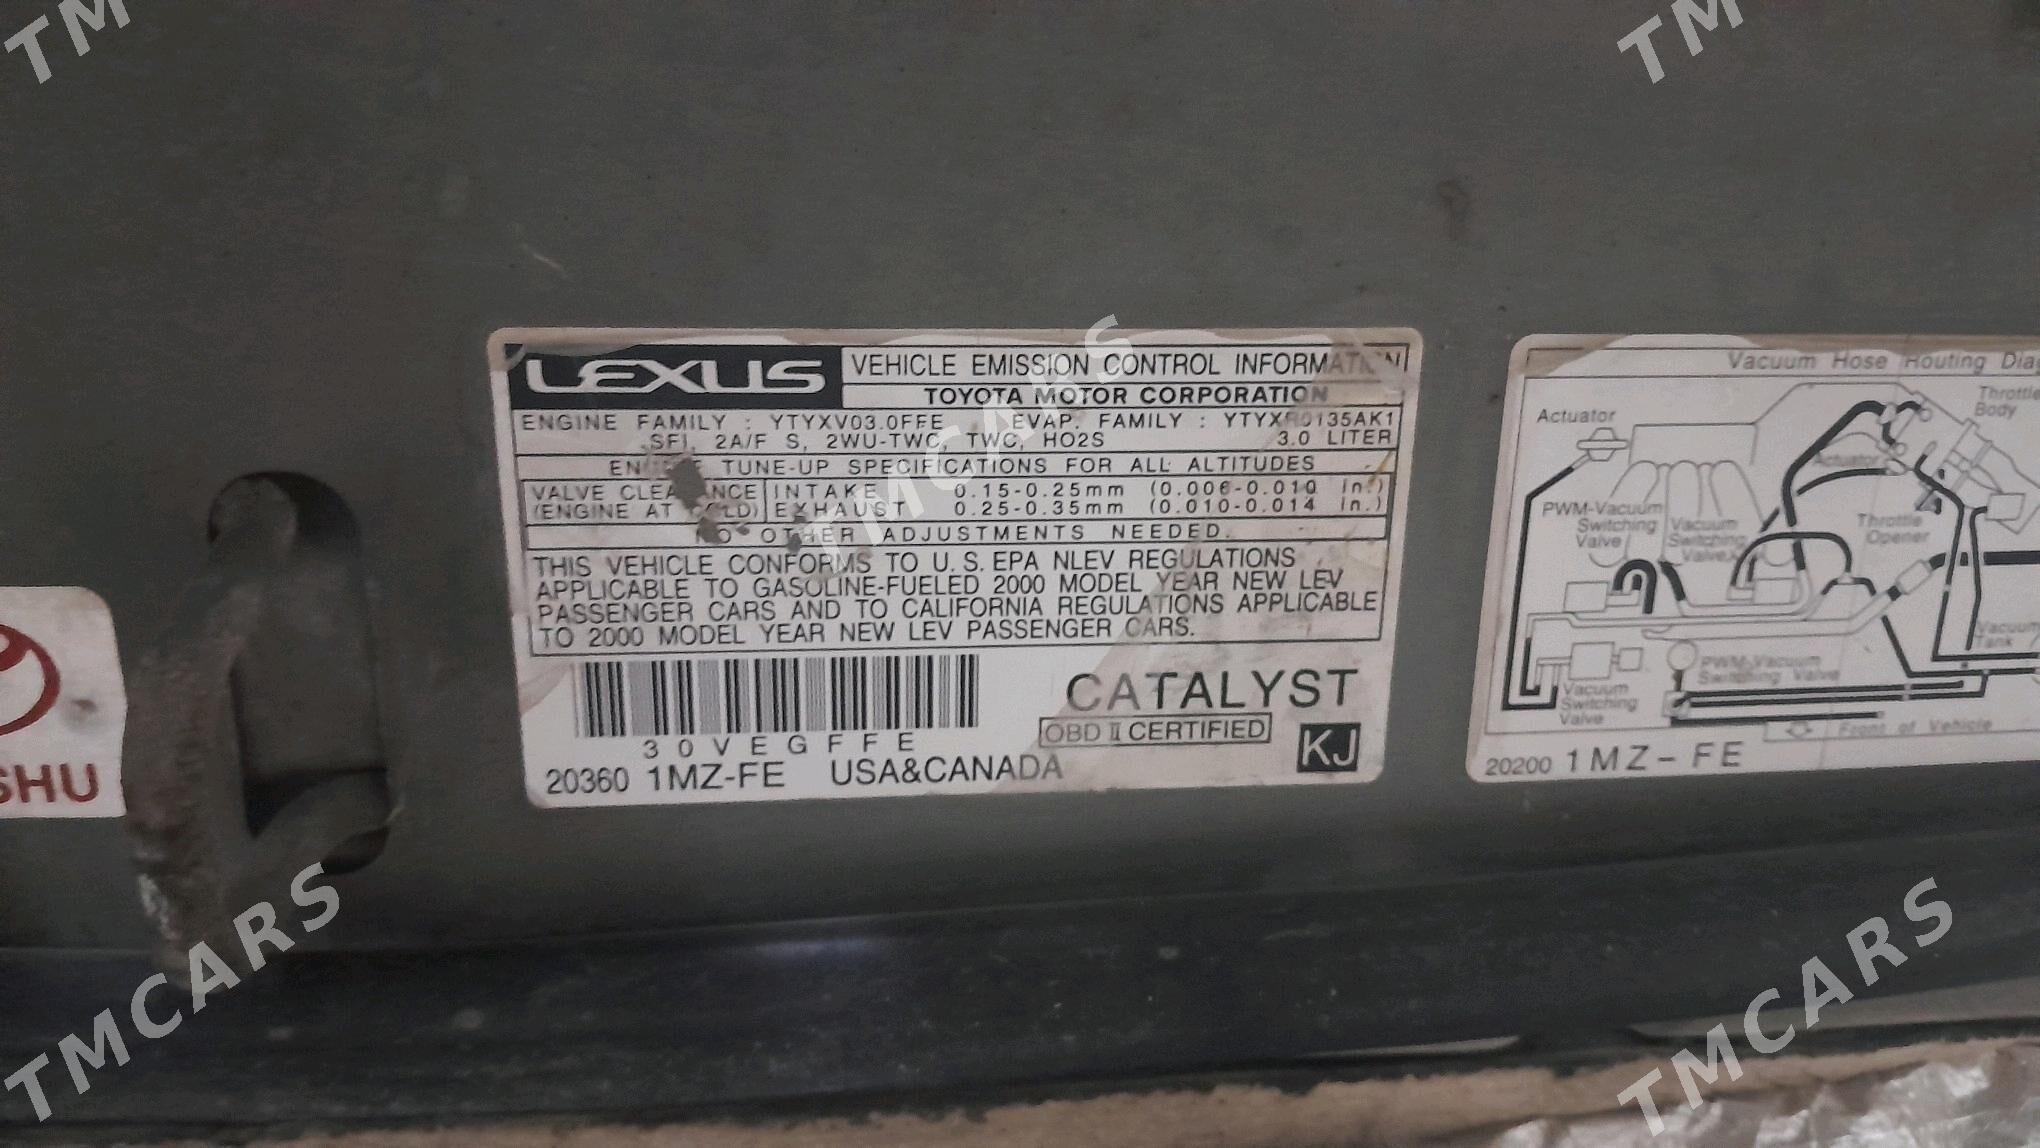 LEXUS
VEHICLE EMISSION CONTROL INFORMATION
TOYOTA MOTOR CORPORATION
ENGINE FAMILY : YTYXV03.0FFE EVAP. FAMILY : YTYXR0135AK1
SFI, 2A/F S, 2WU-TWC, TWC, HO2S 3.0 LITER
ENGINE TUNE-UP SPECIFICATIONS FOR ALL ALTITUDES
VALVE CLEARANCE INTAKE 0.15-0.25mm (0.006-0.010 in.)
(ENGINE AT COLD) EXHAUST 0.25-0.35mm (0.010-0.014 in.)
NO OTHER ADJUSTMENTS NEEDED.
THIS VEHICLE CONFORMS TO U.S. EPA NLEV REGULATIONS
APPLICABLE TO GASOLINE-FUELED 2000 MODEL YEAR NEW LEV
PASSENGER CARS AND TO CALIFORNIA REGULATIONS APPLICABLE
TO 2000 MODEL YEAR NEW LEV PASSENGER CARS.
CATALYST
OBD II CERTIFIED
KJ
30VEGFFE
20360 1MZ-FE USA&CANADA
Vacuum Hose Routing Dia
Throttle
Body
Actuator
Actuator
PWM-Vacuum
Switching
Valve
Vacuum
Switching
Valve
Throttle
Opener
Vacuum
Tank
PWM-Vacuum
Switching Valve
Vacuum
Switching
Valve
Front of Vehicle
20200 1MZ-FE
SHU
TMCARS
TMCARS
TMCARS
TM
TM